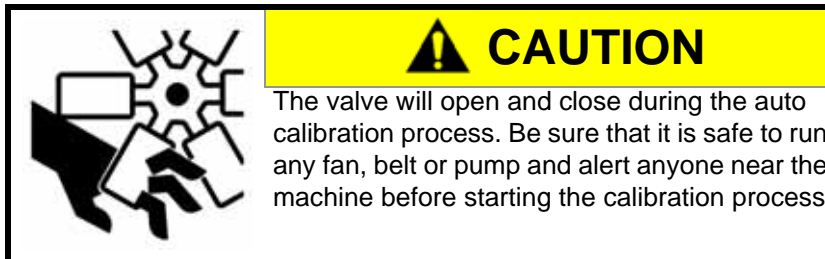 CAUTION
The valve will open and close during the auto
calibration process. Be sure that it is safe to run
any fan, belt or pump and alert anyone near the
machine before starting the calibration process